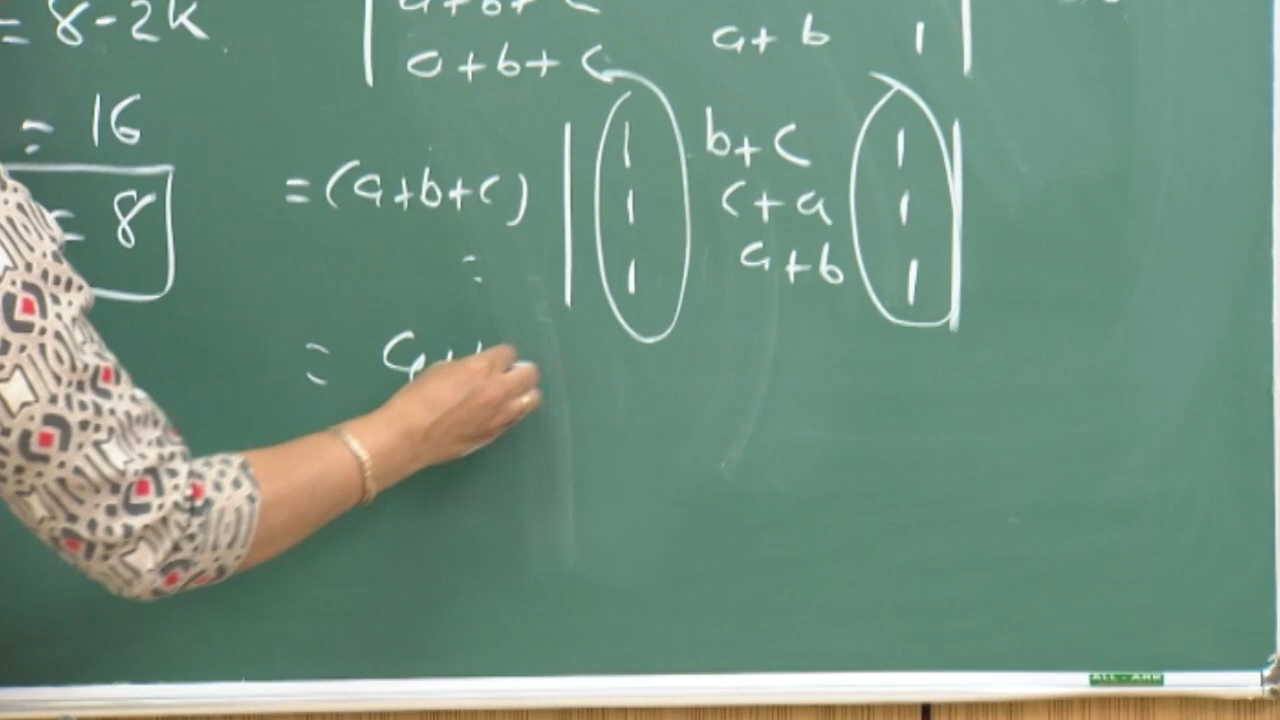 = 8-2k
a+b+c
a+b+c a+b 1
= 16
= 8
1 b+c 1
=(a+b+c) 1 c+a 1
1 a+b 1
=
= a+